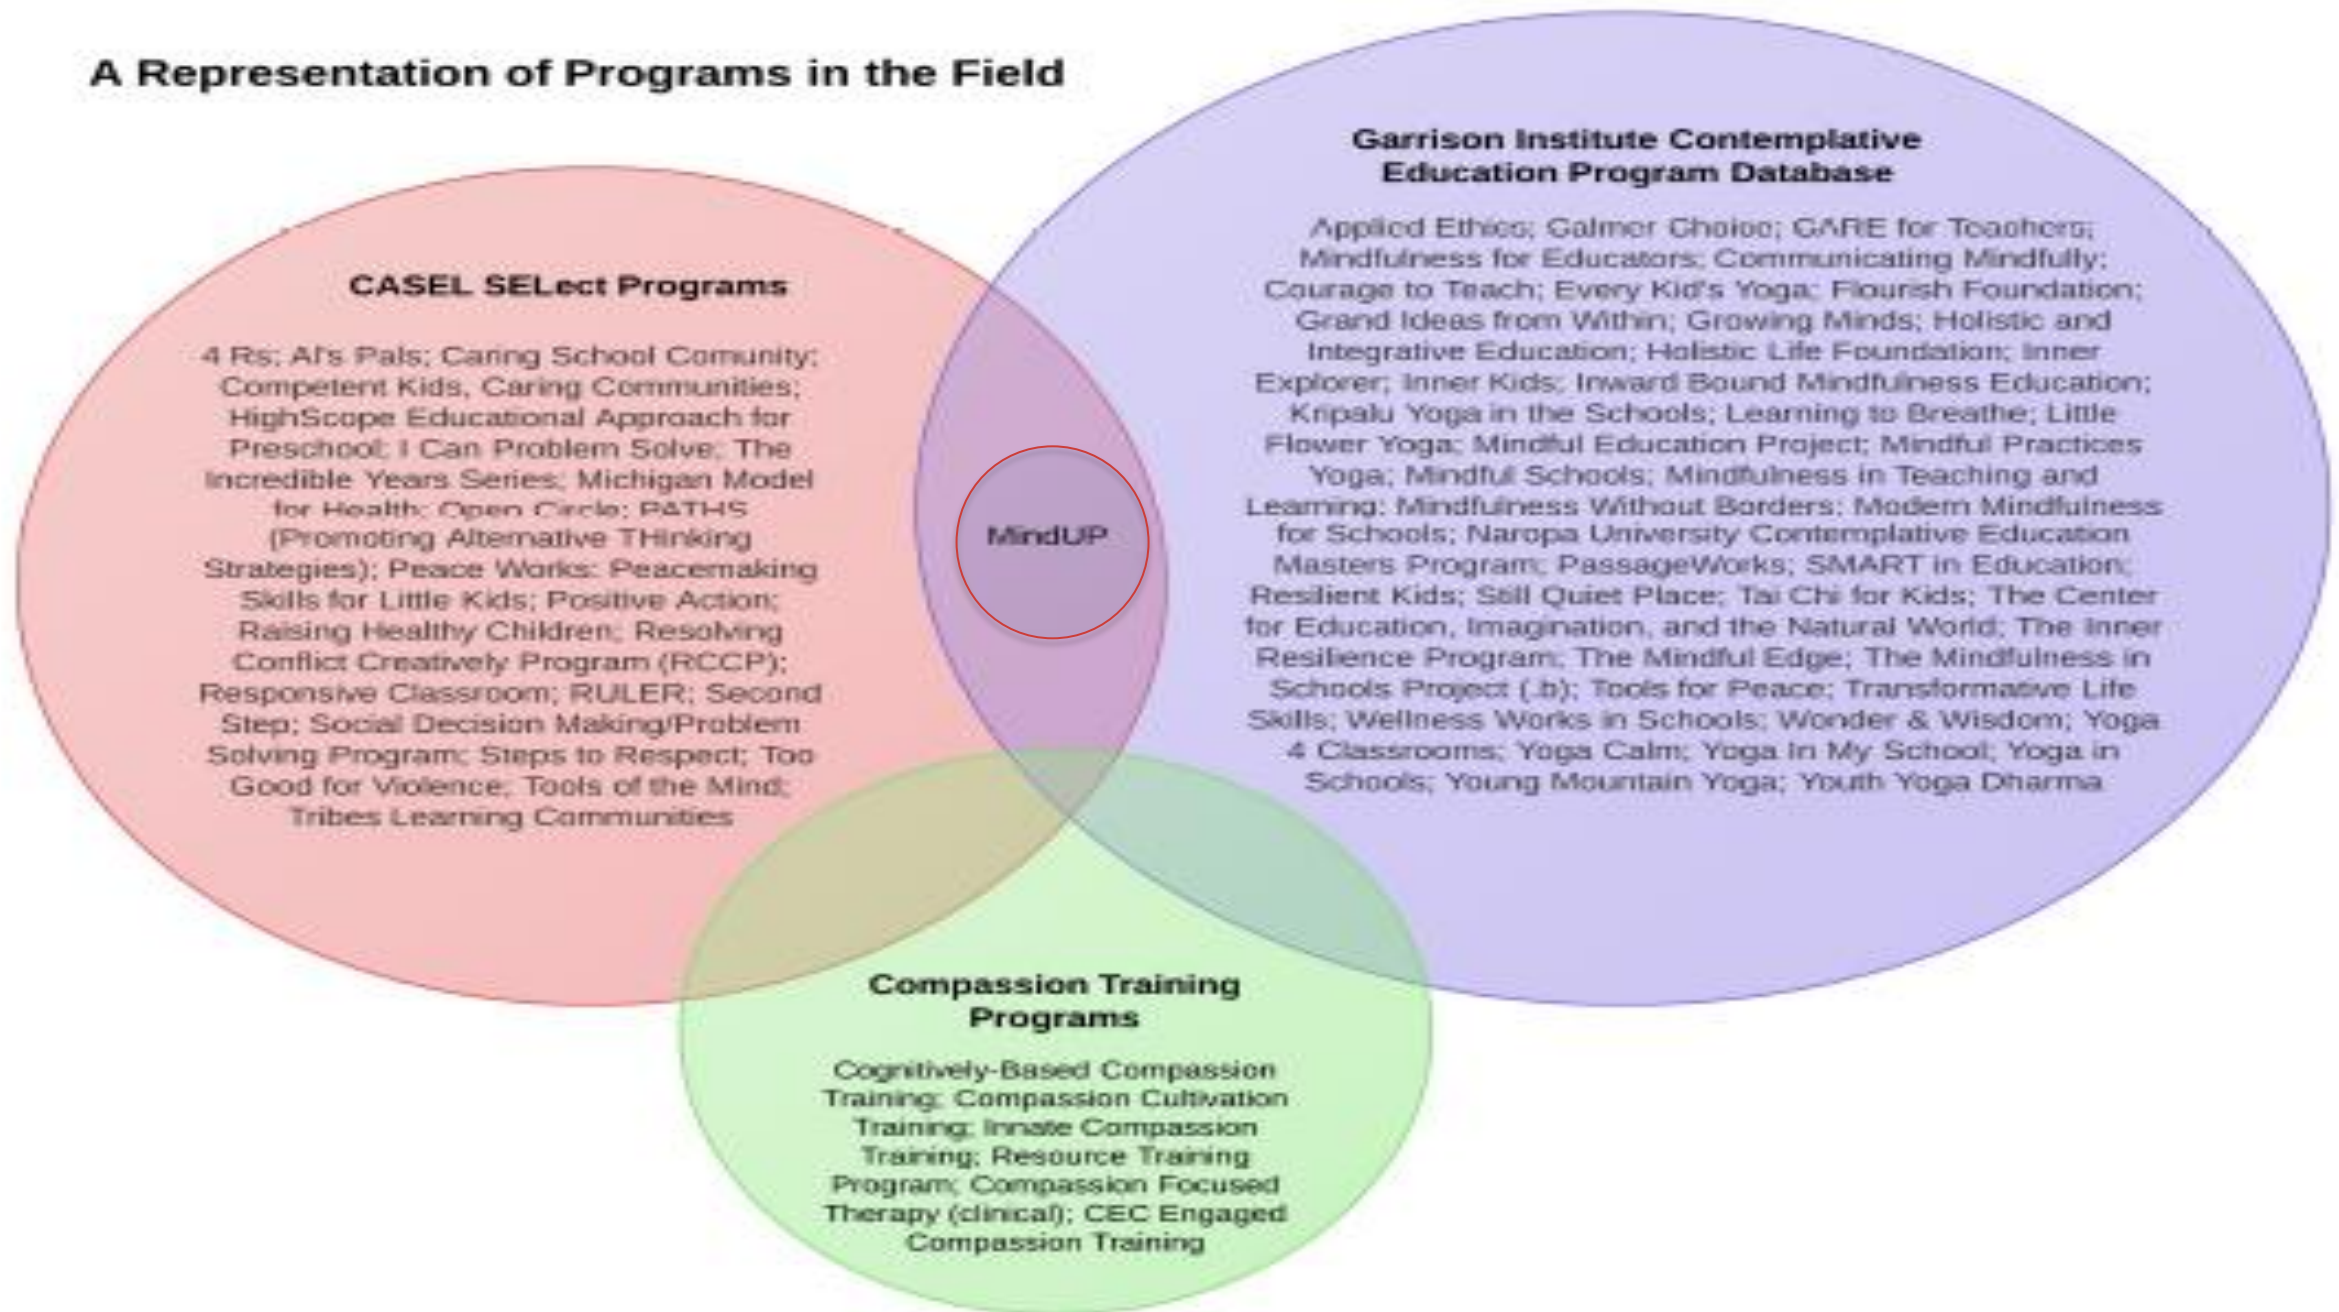 A Representation of Programs in the Field
CASEL SELect Programs
4 Rs; Al's Pals; Caring School Comunity;
Competent Kids, Caring Communities;
HighScope Educational Approach for
Preschool; I Can Problem Solve; The
Incredible Years Series; Michigan Model
for Health; Open Circle; PATHS
(Promoting Alternative THinking
Strategies); Peace Works: Peacemaking
Skills for Little Kids; Positive Action;
Raising Healthy Children; Resolving
Conflict Creatively Program (RCCP);
Responsive Classroom; RULER; Second
Step; Social Decision Making/Problem
Solving Program; Steps to Respect; Too
Good for Violence; Tools of the Mind;
Tribes Learning Communities
MindUP
Garrison Institute Contemplative
Education Program Database
Applied Ethics; Calmer Choice; CARE for Teachers;
Mindfulness for Educators; Communicating Mindfully;
Courage to Teach; Every Kid's Yoga; Flourish Foundation;
Grand Ideas from Within; Growing Minds; Holistic and
Integrative Education; Holistic Life Foundation; Inner
Explorer; Inner Kids; Inward Bound Mindfulness Education;
Kripalu Yoga in the Schools; Learning to Breathe; Little
Flower Yoga; Mindful Education Project; Mindful Practices
Yoga; Mindful Schools; Mindfulness in Teaching and
Learning; Mindfulness Without Borders; Modern Mindfulness
for Schools; Naropa University Contemplative Education
Masters Program; PassageWorks; SMART in Education;
Resilient Kids; Still Quiet Place; Tai Chi for Kids; The Center
for Education, Imagination, and the Natural World; The Inner
Resilience Program; The Mindful Edge; The Mindfulness in
Schools Project (.b); Tools for Peace; Transformative Life
Skills; Wellness Works in Schools; Wonder & Wisdom; Yoga
4 Classrooms; Yoga Calm; Yoga In My School; Yoga in
Schools; Young Mountain Yoga; Youth Yoga Dharma
Compassion Training
Programs
Cognitively-Based Compassion
Training; Compassion Cultivation
Training; Innate Compassion
Training; Resource Training
Program; Compassion Focused
Therapy (clinical); CEC Engaged
Compassion Training